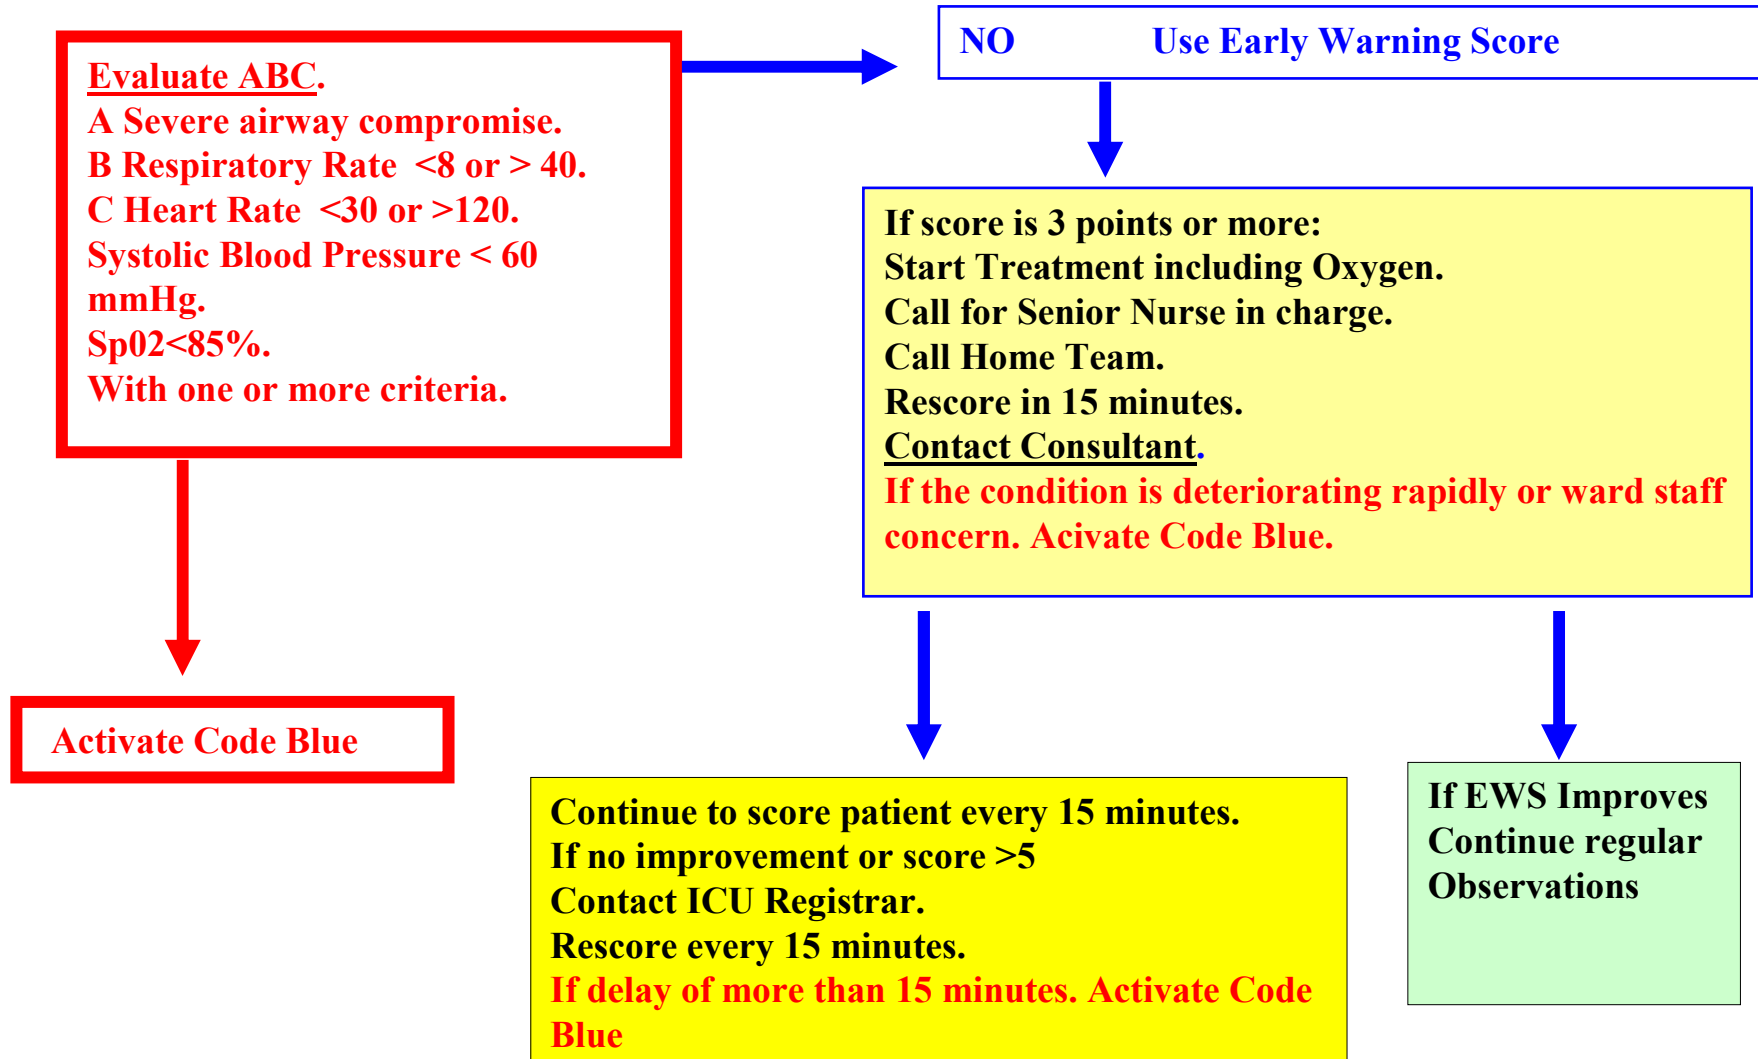 Evaluate ABC.
A Severe airway compromise.
B Respiratory Rate <8 or > 40.
C Heart Rate <30 or >120.
Systolic Blood Pressure < 60
mmHg.
Sp02<85%.
With one or more criteria.
NO Use Early Warning Score
If score is 3 points or more:
Start Treatment including Oxygen.
Call for Senior Nurse in charge.
Call Home Team.
Rescore in 15 minutes.
Contact Consultant.
If the condition is deteriorating rapidly or ward staff
concern. Acivate Code Blue.
Activate Code Blue
Continue to score patient every 15 minutes.
If no improvement or score >5
Contact ICU Registrar.
Rescore every 15 minutes.
If delay of more than 15 minutes. Activate Code
Blue
If EWS Improves
Continue regular
Observations